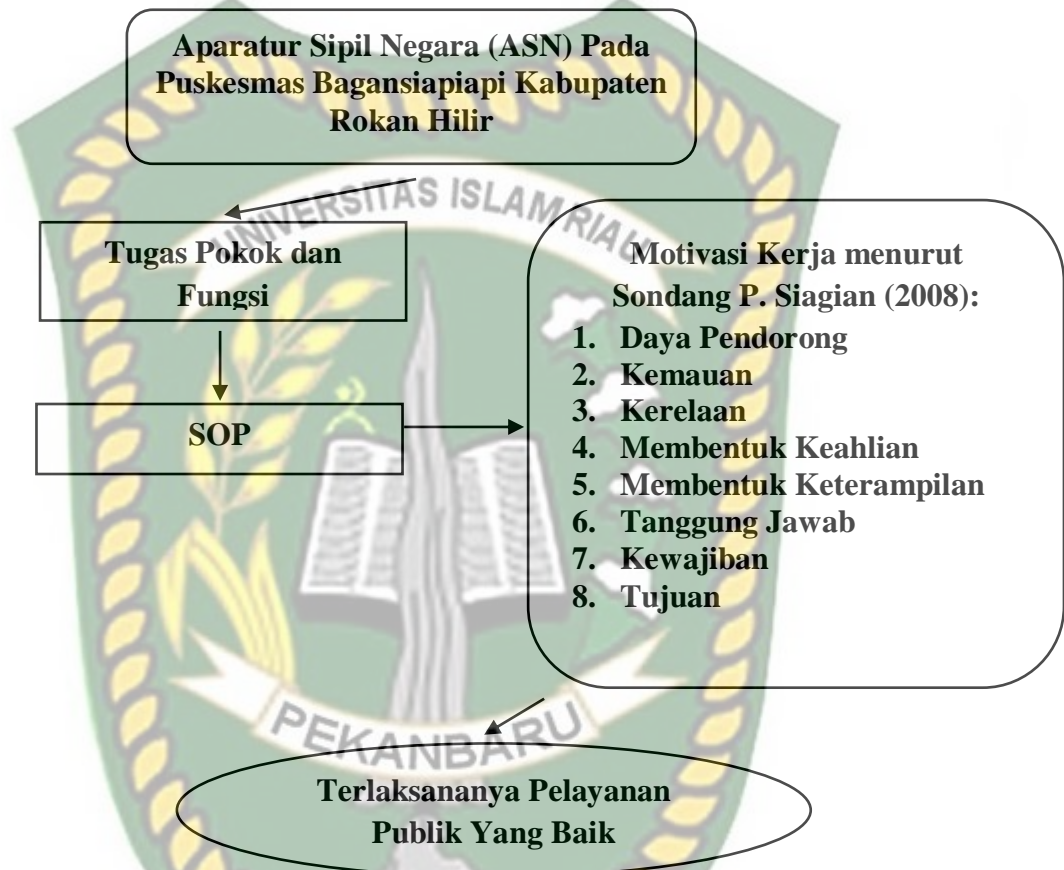 Aparatur Sipil Negara (ASN) Pada
Puskesmas Bagansiapiapi Kabupaten
Rokan Hilir
UNIVERSITAS ISLAM RIAU
Tugas Pokok dan
Fungsi
SOP
Motivasi Kerja menurut
Sondang P. Siagian (2008):
1. Daya Pendorong
2. Kemauan
3. Kerelaan
4. Membentuk Keahlian
5. Membentuk Keterampilan
6. Tanggung Jawab
7. Kewajiban
8. Tujuan
PEKANBARU
Terlaksananya Pelayanan
Publik Yang Baik